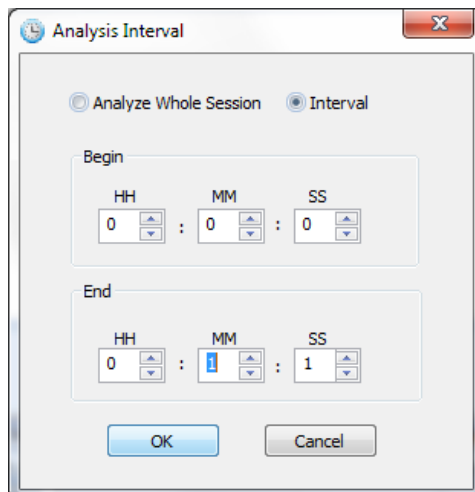 Analysis Interval
Analyze Whole Session Interval
Begin
HH MM SS
0 : 0 : 0
End
HH MM SS
0 : 1 : 1
OK Cancel